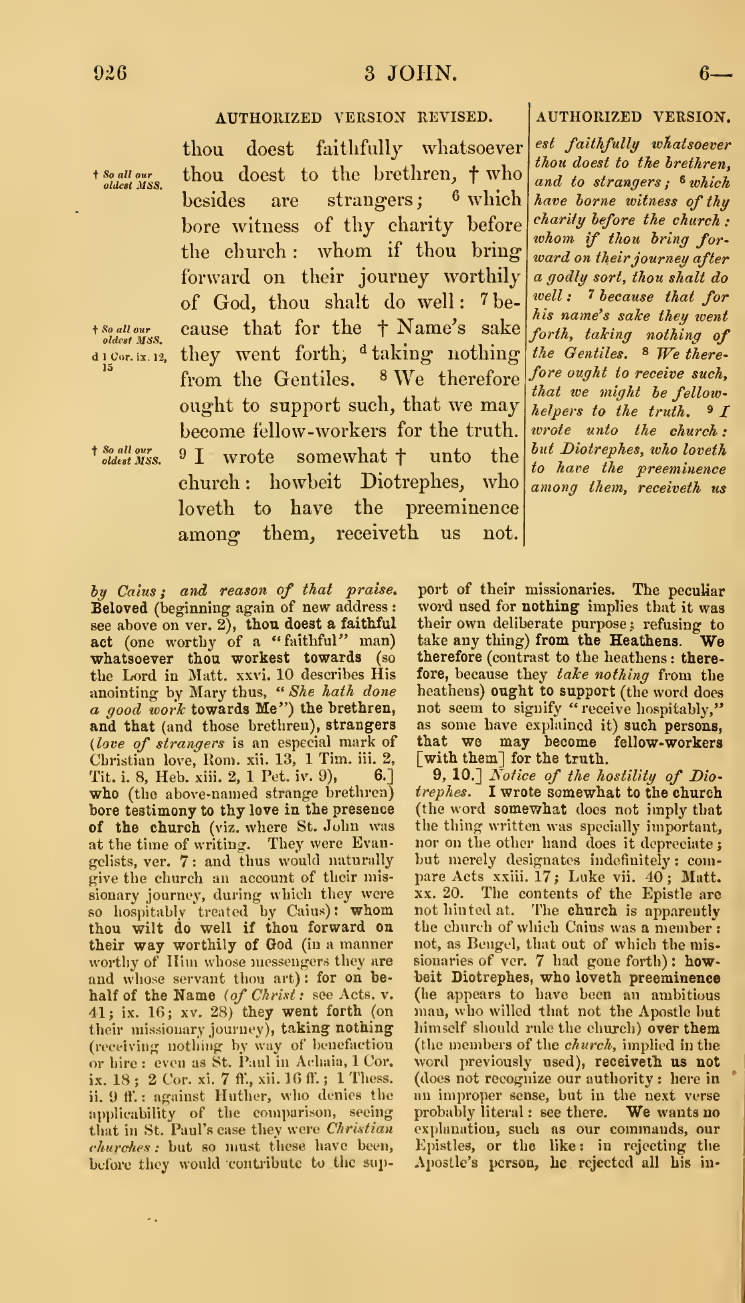 926
3 JOHN.
6—
AUTHORIZED VERSION REVISED.
thou doest faithfully whatsoever
thou doest to the brethren, † who
besides are strangers; 6 which
bore witness of thy charity before
the church: whom if thou bring
forward on their journey worthily
of God, thou shalt do well: 7 be-
cause that for the † Name's sake
they went forth, d taking nothing
from the Gentiles. 8 We therefore
ought to support such, that we may
become fellow-workers for the truth.
9 I wrote somewhat † unto the
church: howbeit Diotrephes, who
loveth to have the preeminence
among them, receiveth us not.
† So all our
oldest MSS.
† So all our
oldest MSS.
d 1 Cor. ix. 12,
15
† So all our
oldest MSS.
AUTHORIZED VERSION.
est faithfully whatsoever
thou doest to the brethren,
and to strangers; 6 which
have borne witness of thy
charity before the church:
whom if thou bring for-
ward on their journey after
a godly sort, thou shalt do
well: 7 because that for
his name's sake they went
forth, taking nothing of
the Gentiles. 8 We there-
fore ought to receive such,
that we might be fellow-
helpers to the truth. 9 I
wrote unto the church:
but Diotrephes, who loveth
to have the preeminence
among them, receiveth us
by Caius; and reason of that praise.
Beloved (beginning again of new address:
see above on ver. 2), thou doest a faithful
act (one worthy of a "faithful" man)
whatsoever thou workest towards (so
the Lord in Matt. xxvi. 10 describes His
anointing by Mary thus, "She hath done
a good work towards Me") the brethren,
and that (and those brethren), strangers
(love of strangers is an especial mark of
Christian love, Rom. xii. 13, 1 Tim. iii. 2,
Tit. i. 8, Heb. xiii. 2, 1 Pet. iv. 9), 6.]
who (the above-named strange brethren)
bore testimony to thy love in the presence
of the church (viz. where St. John was
at the time of writing. They were Evan-
gelists, ver. 7: and thus would naturally
give the church an account of their mis-
sionary journey, during which they were
so hospitably treated by Caius): whom
thou wilt do well if thou forward on
their way worthily of God (in a manner
worthy of Him whose messengers they are
and whose servant thou art): for on be-
half of the Name (of Christ: see Acts. v.
41; ix. 16; xv. 28) they went forth (on
their missionary journey), taking nothing
(receiving nothing by way of benefaction
or hire: even as St. Paul in Achaia, 1 Cor.
ix. 18; 2 Cor. xi. 7 ff., xii. 16 ff.; 1 Thess.
ii. 9 ff.: against Huther, who denies the
applicability of the comparison, seeing
that in St. Paul's case they were Christian
churches: but so must these have been,
before they would contribute to the sup-
port of their missionaries. The peculiar
word used for nothing implies that it was
their own deliberate purpose; refusing to
take any thing) from the Heathens. We
therefore (contrast to the heathens: there-
fore, because they take nothing from the
heathens) ought to support (the word does
not seem to signify "receive hospitably,"
as some have explained it) such persons,
that we may become fellow-workers
[with them] for the truth.
9, 10.] Notice of the hostility of Dio-
trephes. I wrote somewhat to the church
(the word somewhat does not imply that
the thing written was specially important,
nor on the other hand does it depreciate;
but merely designates indefinitely: com-
pare Acts xxiii. 17; Luke vii. 40; Matt.
xx. 20. The contents of the Epistle are
not hinted at. The church is apparently
the church of which Caius was a member:
not, as Bengel, that out of which the mis-
sionaries of ver. 7 had gone forth): how-
beit Diotrephes, who loveth preeminence
(he appears to have been an ambitious
man, who willed that not the Apostle but
himself should rule the church) over them
(the members of the church, implied in the
word previously used), receiveth us not
(does not recognize our authority: here in
an improper sense, but in the next verse
probably literal: see there. We wants no
explanation, such as our commands, our
Epistles, or the like: in rejecting the
Apostle's person, he rejected all his in-